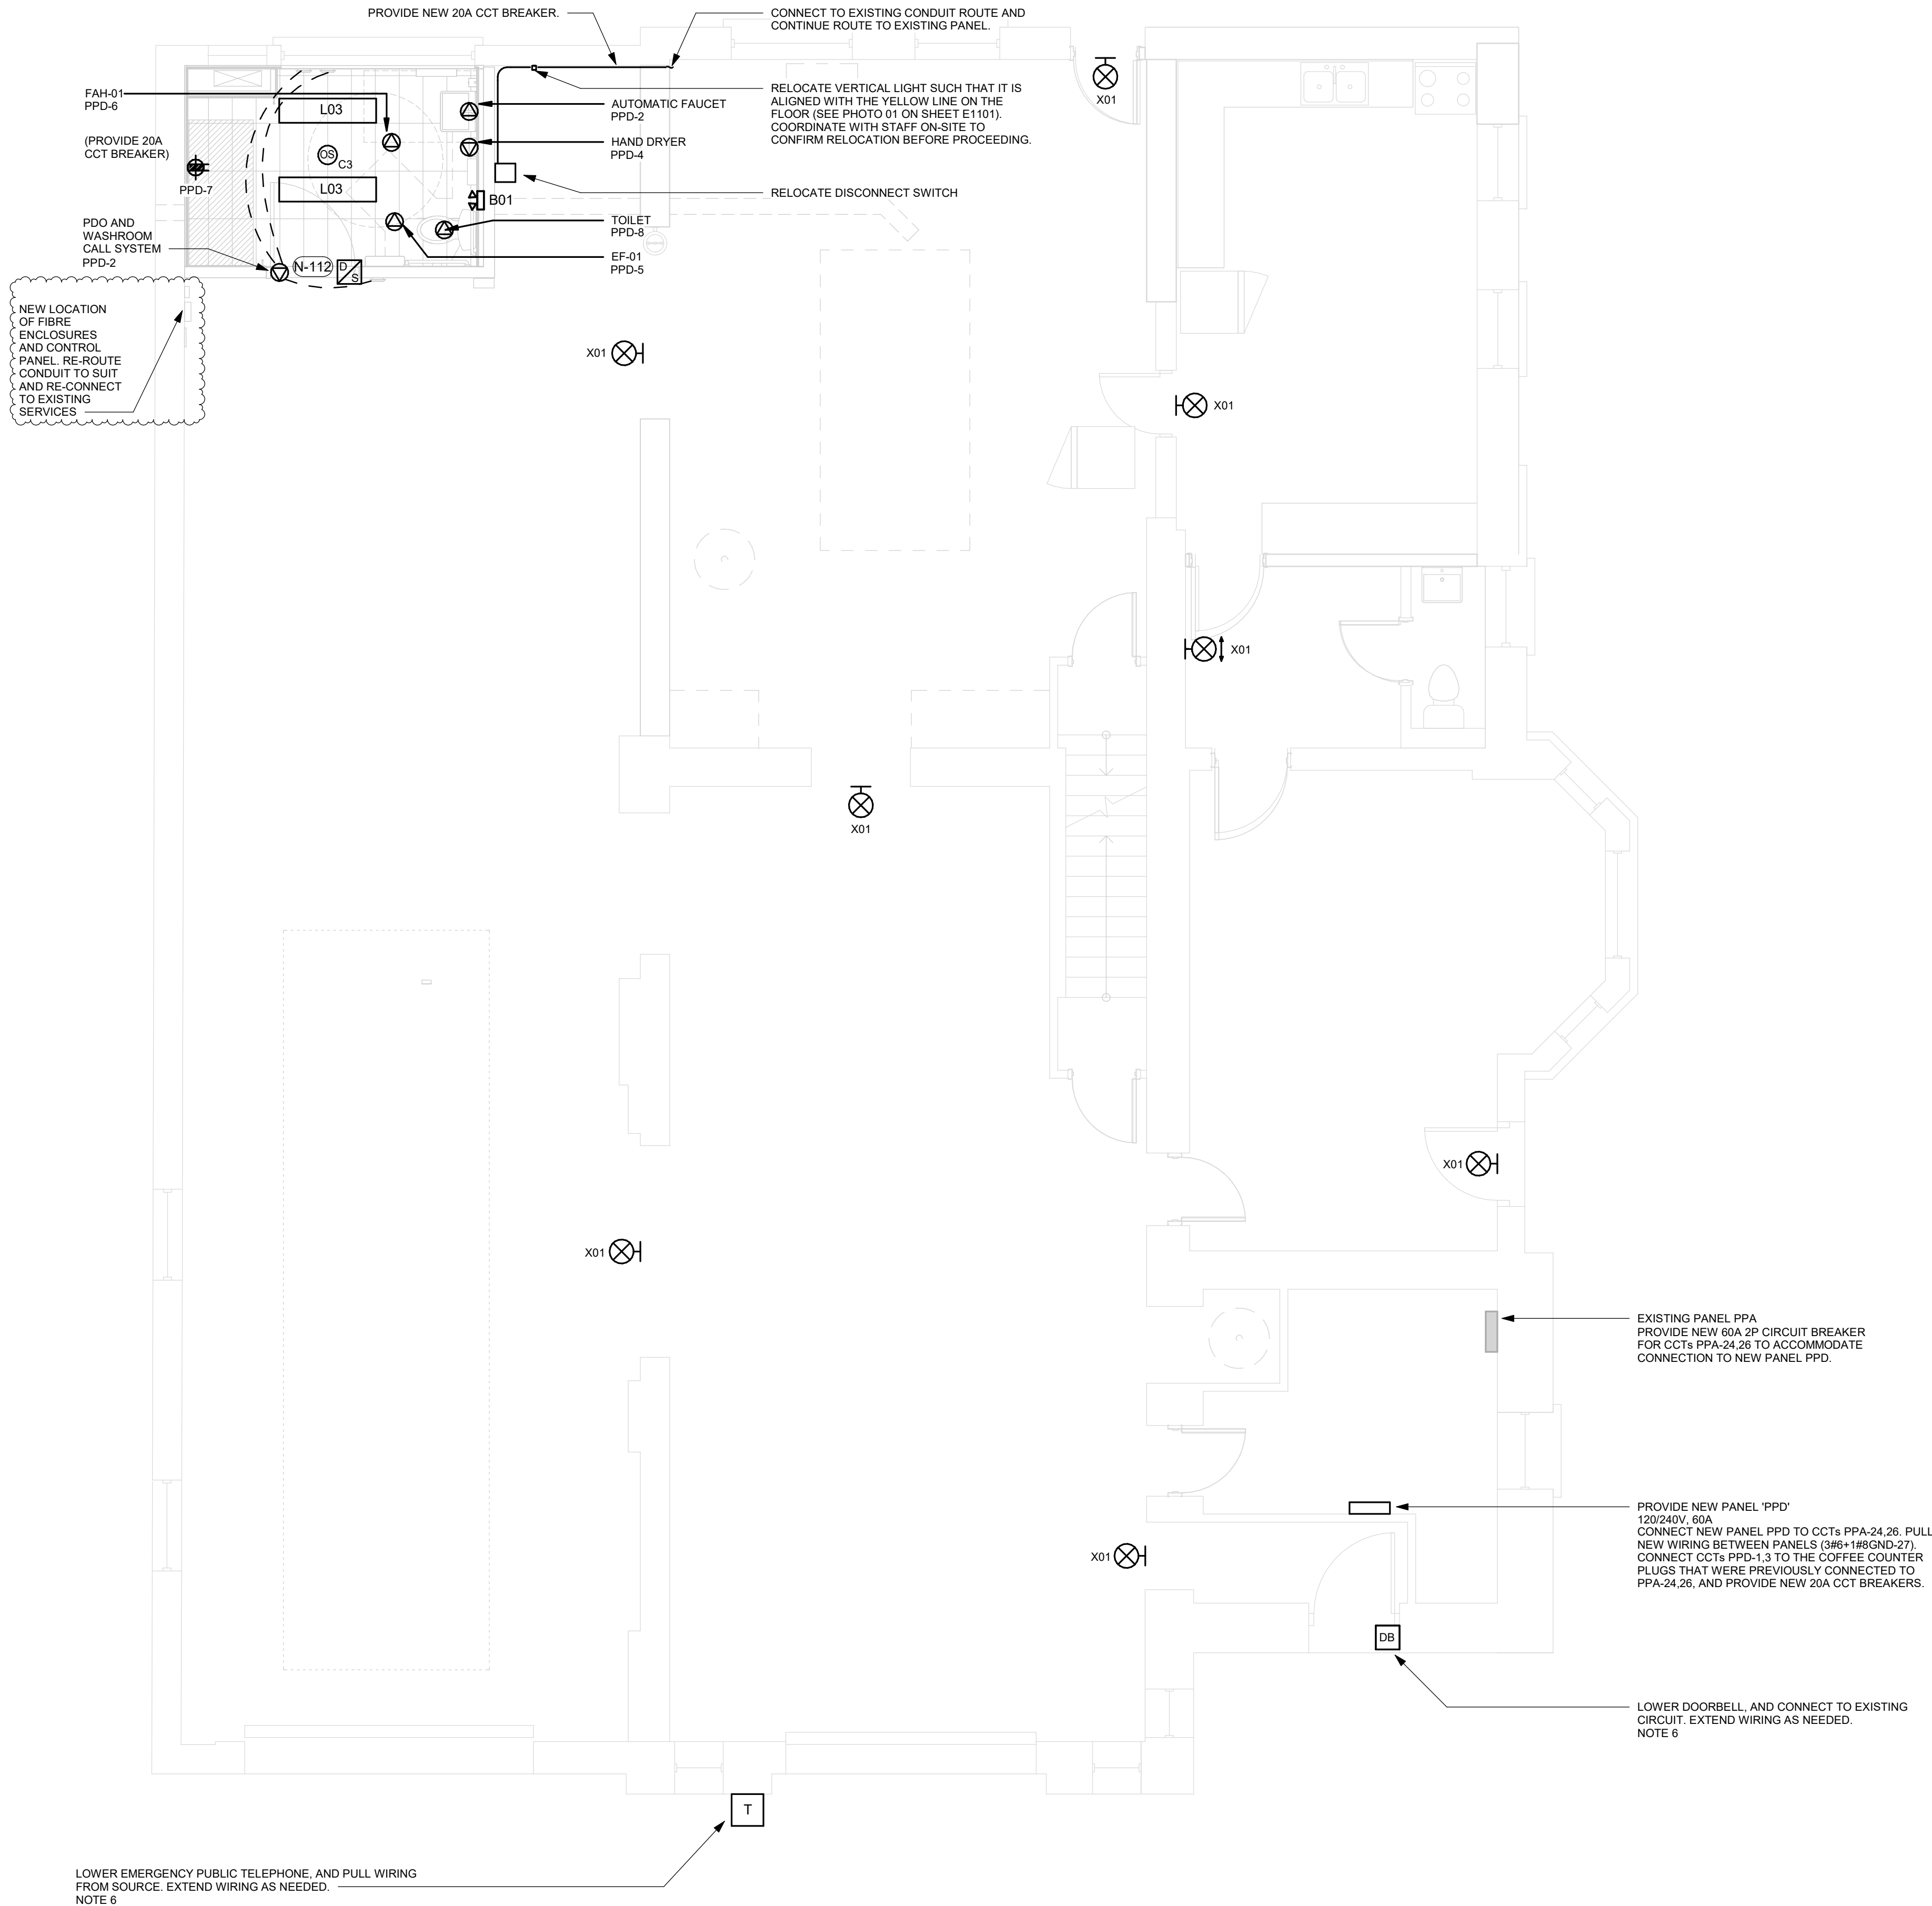 PROVIDE NEW 20A CCT BREAKER.
CONNECT TO EXISTING CONDUIT ROUTE AND
CONTINUE ROUTE TO EXISTING PANEL.
X01
FAH-01
PPD-6
L03
AUTOMATIC FAUCET
PPD-2
RELOCATE VERTICAL LIGHT SUCH THAT IT IS
ALIGNED WITH THE YELLOW LINE ON THE
FLOOR (SEE PHOTO 01 ON SHEET E1101).
COORDINATE WITH STAFF ON-SITE TO
CONFIRM RELOCATION BEFORE PROCEEDING.
(PROVIDE 20A
CCT BREAKER)
OS
C3
HAND DRYER
PPD-4
PPD-7
L03
B01
RELOCATE DISCONNECT SWITCH
PDO AND
WASHROOM
CALL SYSTEM
PPD-2
TOILET
PPD-8
EF-01
PPD-5
N-112
D
S
NEW LOCATION
OF FIBRE
ENCLOSURES
AND CONTROL
PANEL. RE-ROUTE
CONDUIT TO SUIT
AND RE-CONNECT
TO EXISTING
SERVICES
X01
X01
X01
X01
X01
X01
EXISTING PANEL PPA
PROVIDE NEW 60A 2P CIRCUIT BREAKER
FOR CCTs PPA-24,26 TO ACCOMMODATE
CONNECTION TO NEW PANEL PPD.
X01
PROVIDE NEW PANEL 'PPD'
120/240V, 60A
CONNECT NEW PANEL PPD TO CCTs PPA-24,26. PULL
NEW WIRING BETWEEN PANELS (3#6+1#8GND-27).
CONNECT CCTs PPD-1,3 TO THE COFFEE COUNTER
PLUGS THAT WERE PREVIOUSLY CONNECTED TO
PPA-24,26, AND PROVIDE NEW 20A CCT BREAKERS.
DB
LOWER DOORBELL, AND CONNECT TO EXISTING
CIRCUIT. EXTEND WIRING AS NEEDED.
NOTE 6
T
LOWER EMERGENCY PUBLIC TELEPHONE, AND PULL WIRING
FROM SOURCE. EXTEND WIRING AS NEEDED.
NOTE 6